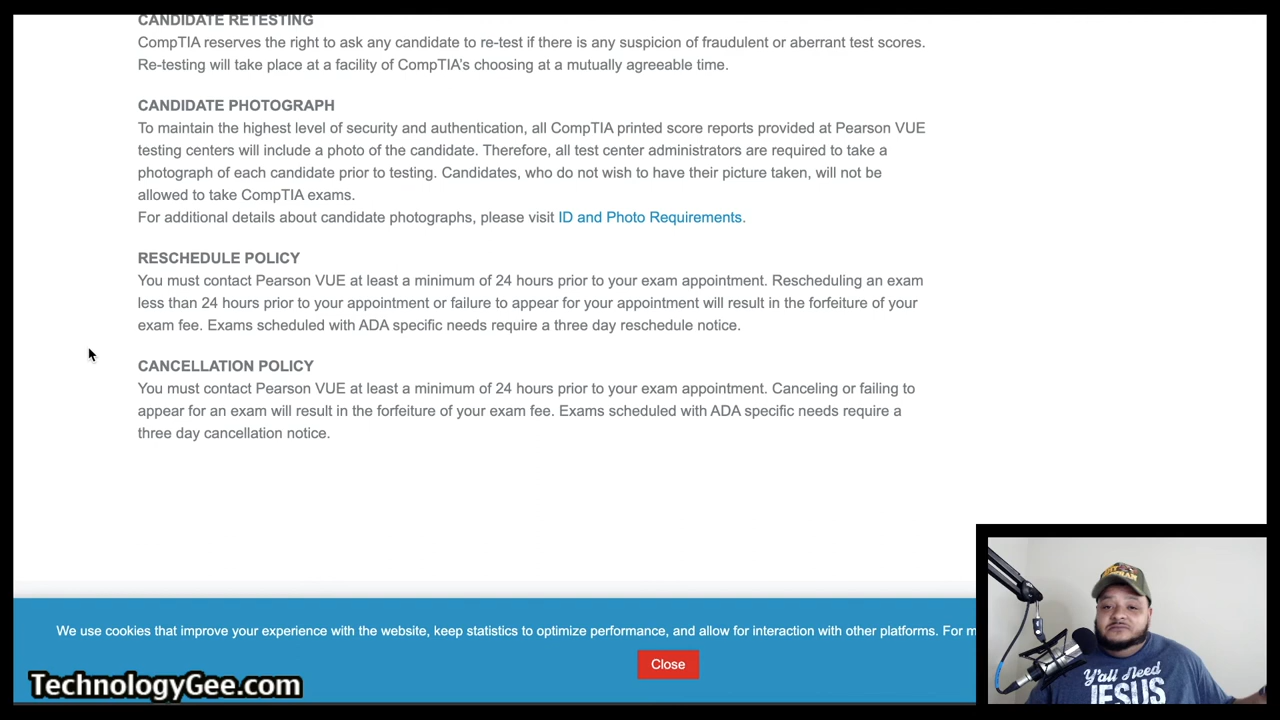 CANDIDATE RETESTING
CompTIA reserves the right to ask any candidate to re-test if there is any suspicion of fraudulent or aberrant test scores.
Re-testing will take place at a facility of CompTIA's choosing at a mutually agreeable time.
CANDIDATE PHOTOGRAPH
To maintain the highest level of security and authentication, all CompTIA printed score reports provided at Pearson VUE
testing centers will include a photo of the candidate. Therefore, all test center administrators are required to take a
photograph of each candidate prior to testing. Candidates, who do not wish to have their picture taken, will not be
allowed to take CompTIA exams.
For additional details about candidate photographs, please visit ID and Photo Requirements.
RESCHEDULE POLICY
You must contact Pearson VUE at least a minimum of 24 hours prior to your exam appointment. Rescheduling an exam
less than 24 hours prior to your appointment or failure to appear for your appointment will result in the forfeiture of your
exam fee. Exams scheduled with ADA specific needs require a three day reschedule notice.
CANCELLATION POLICY
You must contact Pearson VUE at least a minimum of 24 hours prior to your exam appointment. Canceling or failing to
appear for an exam will result in the forfeiture of your exam fee. Exams scheduled with ADA specific needs require a
three day cancellation notice.
We use cookies that improve your experience with the website, keep statistics to optimize performance, and allow for interaction with other platforms. For m
Close
TechnologyGee.com
Y'all Need
JESUS